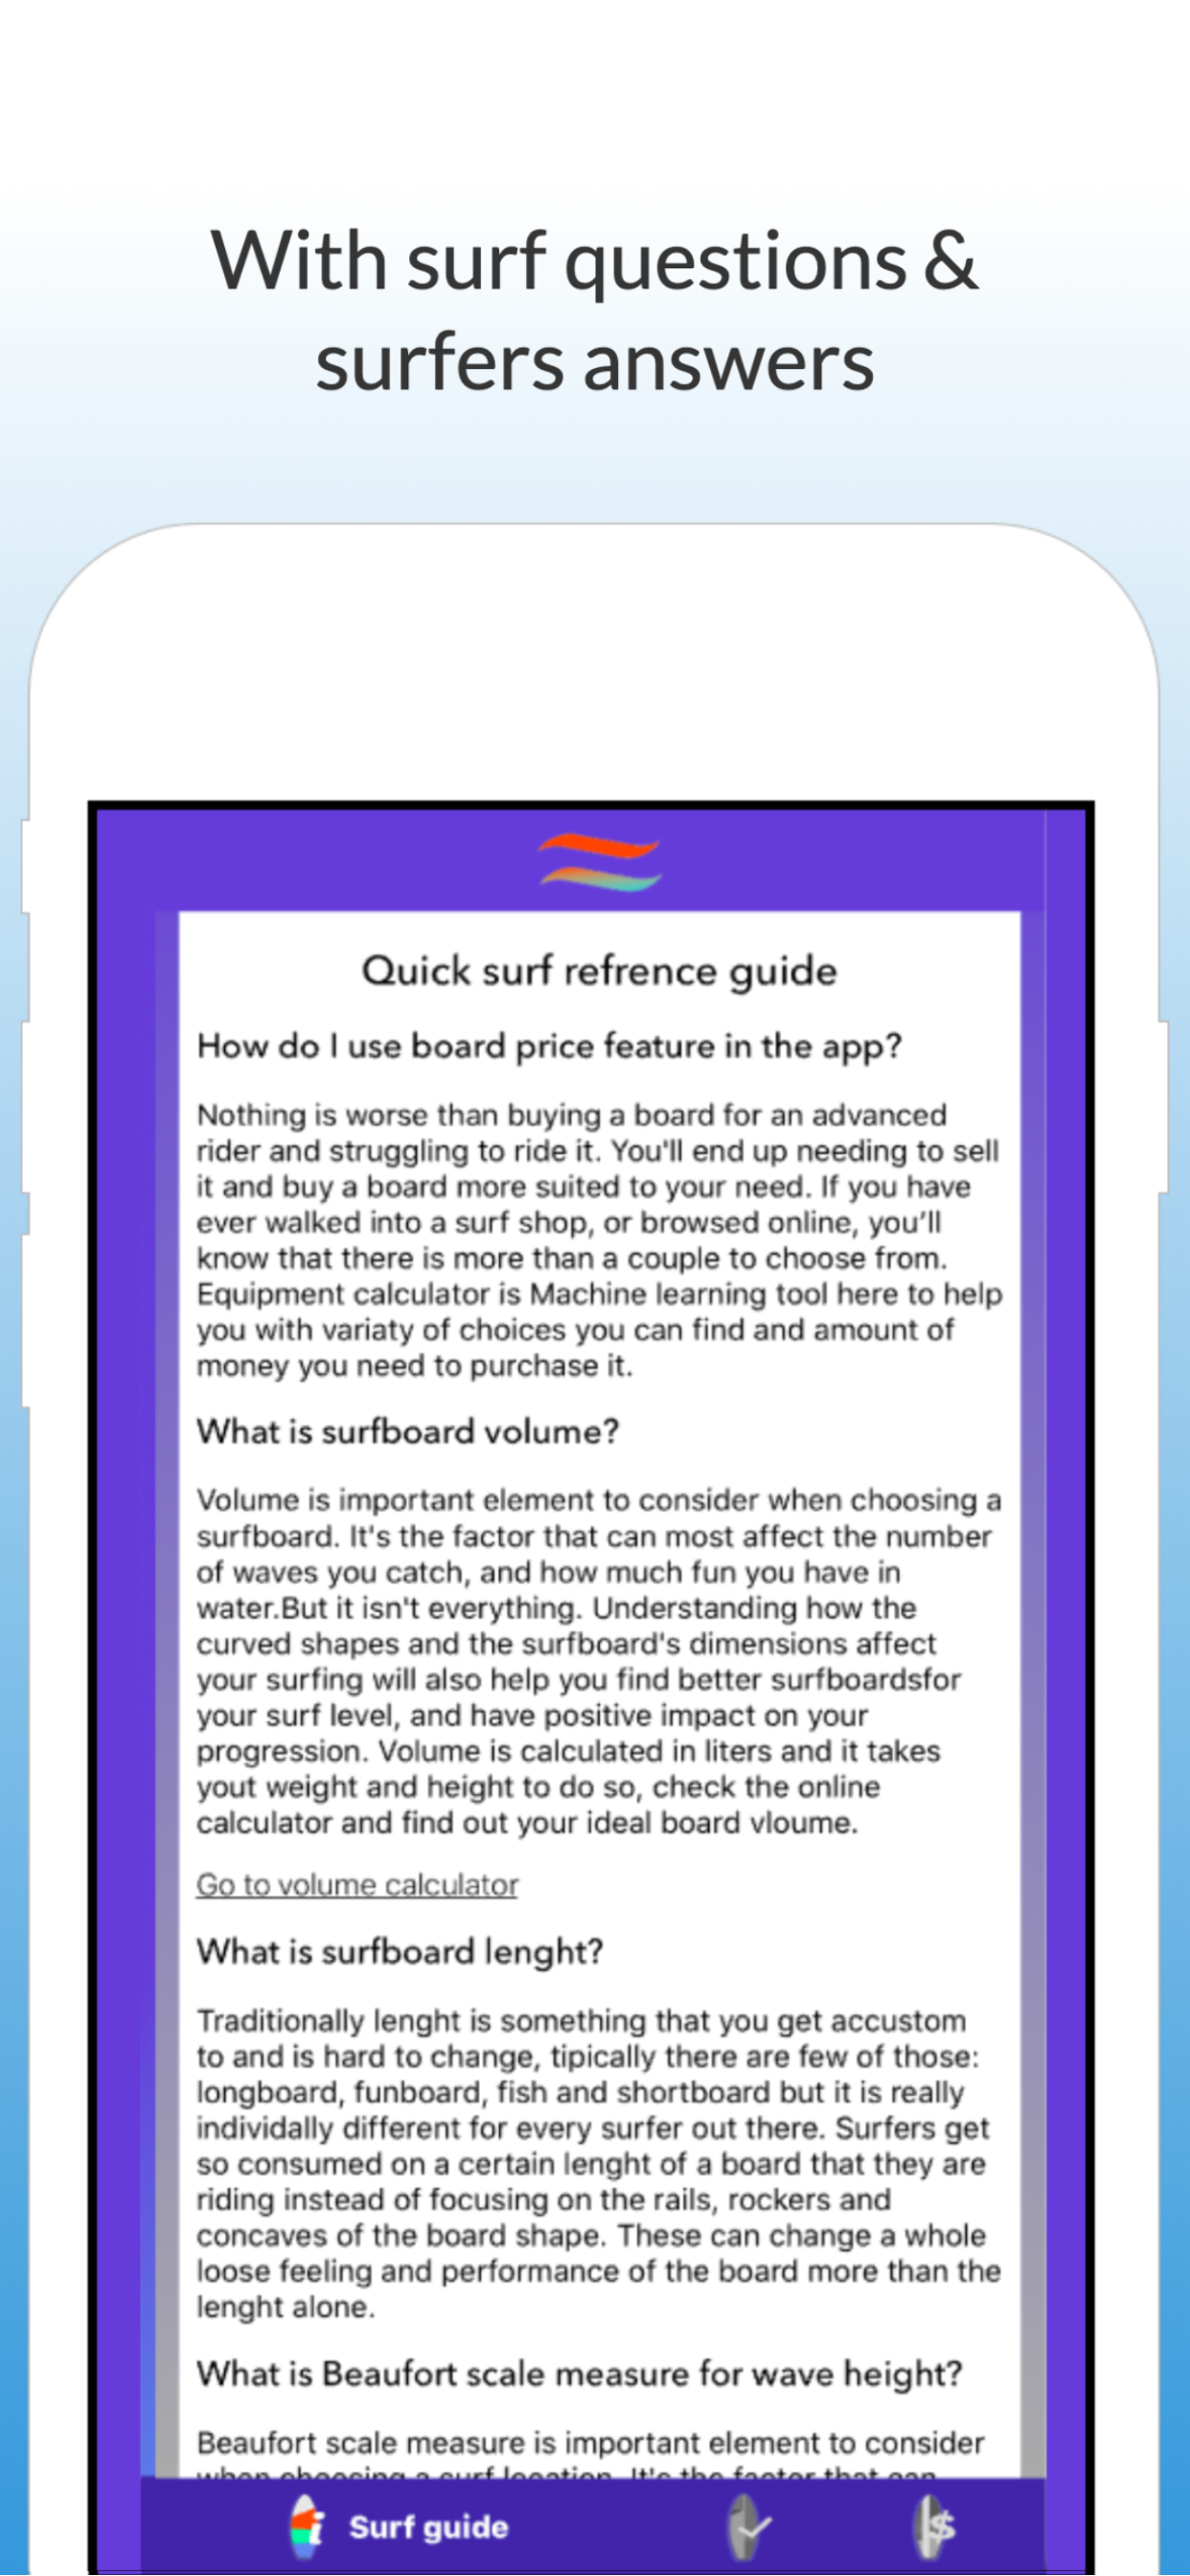 With surf questions &
surfers answers
Quick surf refrence guide
How do I use board price feature in the app?
Nothing is worse than buying a board for an advanced
rider and struggling to ride it. You'll end up needing to sell
it and buy a board more suited to your need. If you have
ever walked into a surf shop, or browsed online, you’ll
know that there is more than a couple to choose from.
Equipment calculator is Machine learning tool here to help
you with variaty of choices you can find and amount of
money you need to purchase it.
What is surfboard volume?
Volume is important element to consider when choosing a
surfboard. It's the factor that can most affect the number
of waves you catch, and how much fun you have in
water.But it isn't everything. Understanding how the
curved shapes and the surfboard's dimensions affect
your surfing will also help you find better surfboardsfor
your surf level, and have positive impact on your
progression. Volume is calculated in liters and it takes
yout weight and height to do so, check the online
calculator and find out your ideal board vloume.
Go to volume calculator
What is surfboard lenght?
Traditionally lenght is something that you get accustom
to and is hard to change, tipically there are few of those:
longboard, funboard, fish and shortboard but it is really
individally different for every surfer out there. Surfers get
so consumed on a certain lenght of a board that they are
riding instead of focusing on the rails, rockers and
concaves of the board shape. These can change a whole
loose feeling and performance of the board more than the
lenght alone.
What is Beaufort scale measure for wave height?
Beaufort scale measure is important element to consider
when choosing a surf location. It's the factor that can
i Surf guide
$